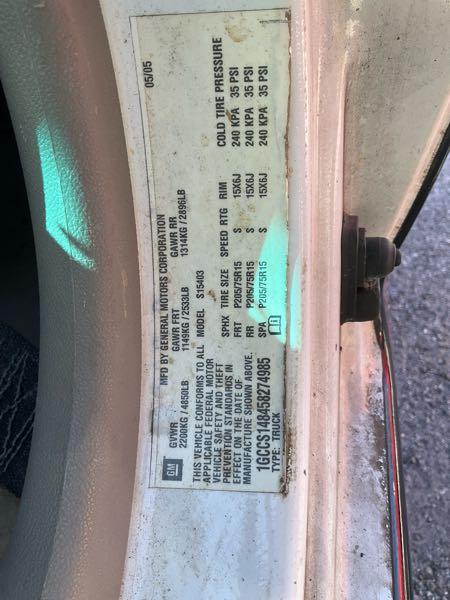 MFD BY GENERAL MOTORS CORPORATION 05/05
GVWR GAWR FRT GAWR RR
2200KG / 4850LB 1149KG / 2533LB 1314KG / 2896LB
GM
THIS VEHICLE CONFORMS TO ALL
APPLICABLE FEDERAL MOTOR
VEHICLE SAFETY AND THEFT
PREVENTION STANDARDS IN
EFFECT ON THE DATE OF
MANUFACTURE SHOWN ABOVE.
1GCCS148458274985
TYPE: TRUCK
MODEL S15403
SPHX TIRE SIZE SPEED RTG RIM COLD TIRE PRESSURE
FRT P205/75R15 S 15X6J 240 KPA 35 PSI
RR P205/75R15 S 15X6J 240 KPA 35 PSI
SPA P205/75R15 S 15X6J 240 KPA 35 PSI